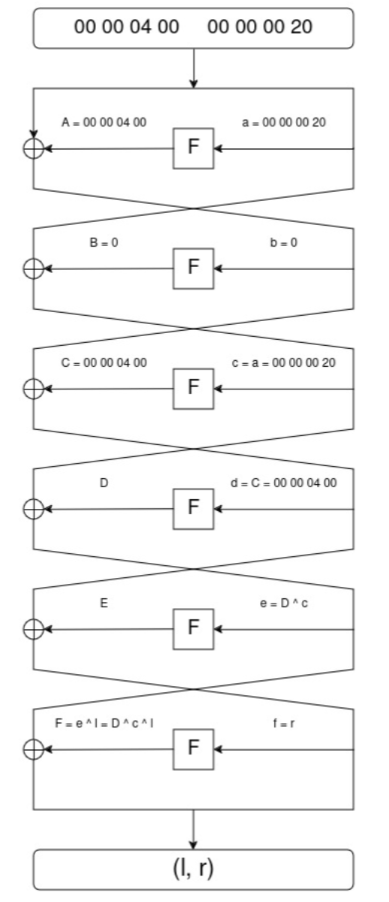 00 00 04 00 00 00 00 20
A = 00 00 04 00 a = 00 00 00 20
F
B = 0 b = 0
F
C = 00 00 04 00 c = a = 00 00 00 20
F
D d = C = 00 00 04 00
F
E e = D ^ c
F
F = e ^ l = D ^ c ^ l f = r
F
(l, r)